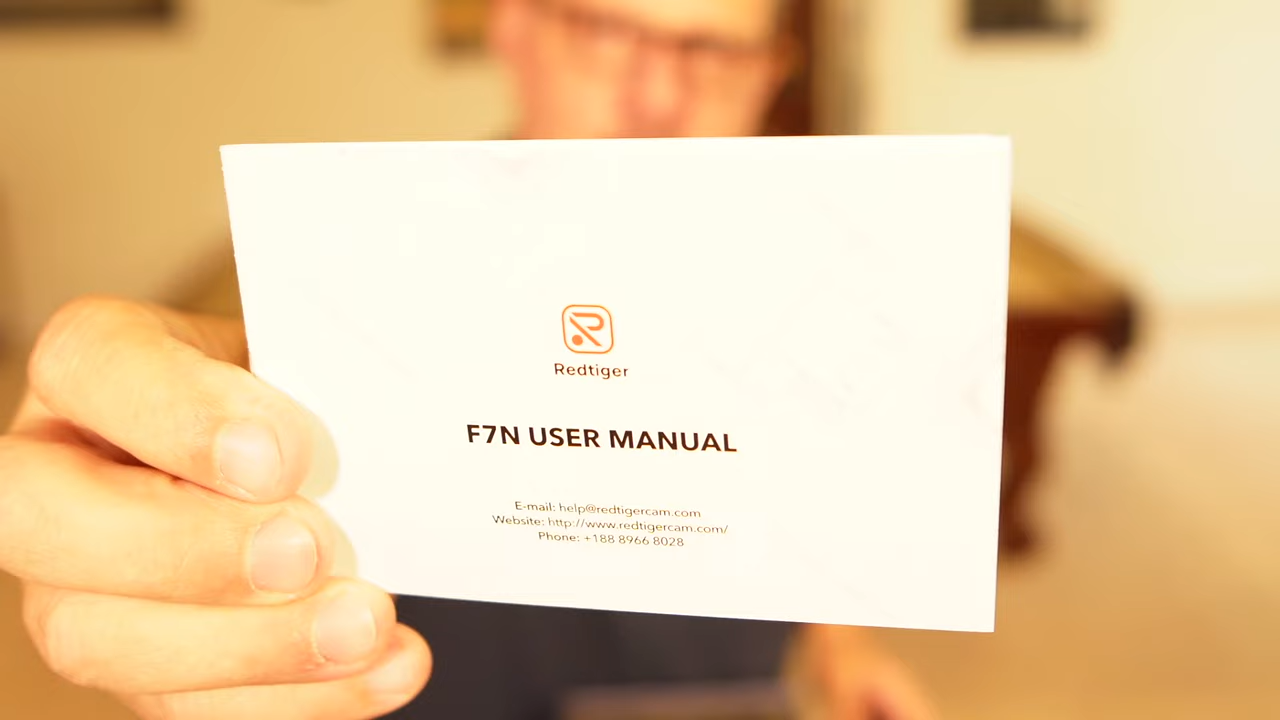 Redtiger
F7N USER MANUAL
E-mail: help@redtigercam.com
Website: http://www.redtigercam.com/
Phone: +188 8966 8028